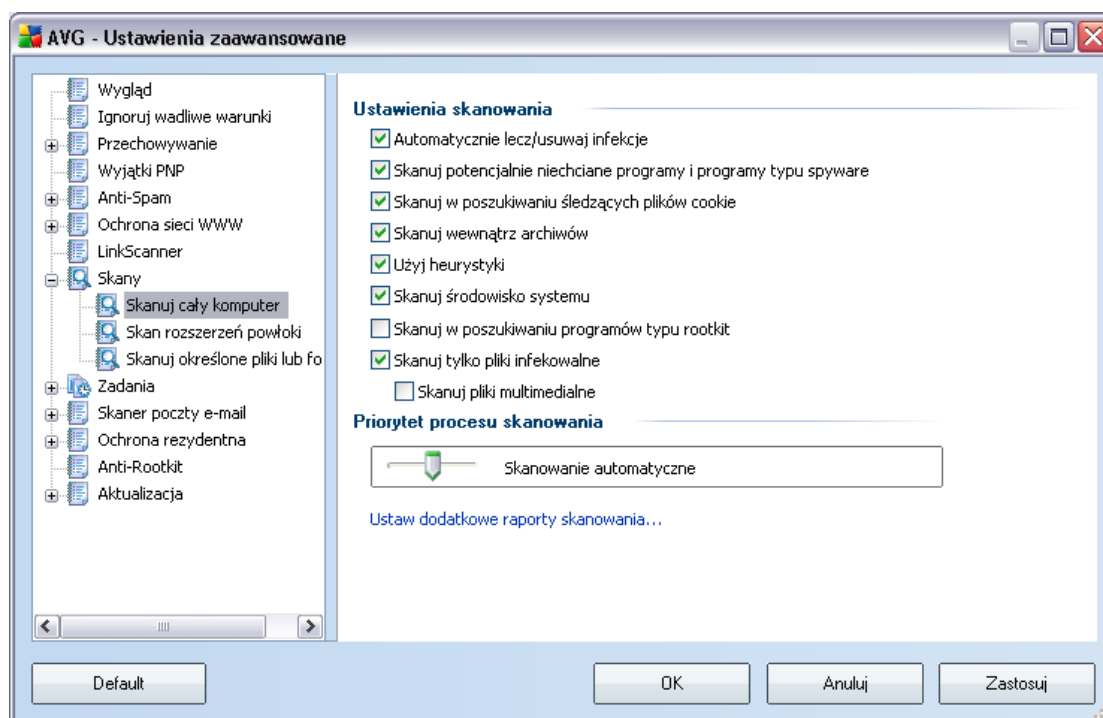 AVG - Ustawienia zaawansowane
Wygląd
Ignoruj wadliwe warunki
Przechowywanie
Wyjątki PNP
Anti-Spam
Ochrona sieci WWW
LinkScanner
Skany
Skanuj cały komputer
Skan rozszerzeń powłoki
Skanuj określone pliki lub fo
Zadania
Skaner poczty e-mail
Ochrona rezydentna
Anti-Rootkit
Aktualizacja
Ustawienia skanowania
Automatycznie lecz/usuwaj infekcje
Skanuj potencjalnie niechciane programy i programy typu spyware
Skanuj w poszukiwaniu śledzących plików cookie
Skanuj wewnątrz archiwów
Użyj heurystyki
Skanuj środowisko systemu
Skanuj w poszukiwaniu programów typu rootkit
Skanuj tylko pliki infekowalne
Skanuj pliki multimedialne
Priorytet procesu skanowania
Skanowanie automatyczne
Ustaw dodatkowe raporty skanowania...
Default
OK
Anuluj
Zastosuj